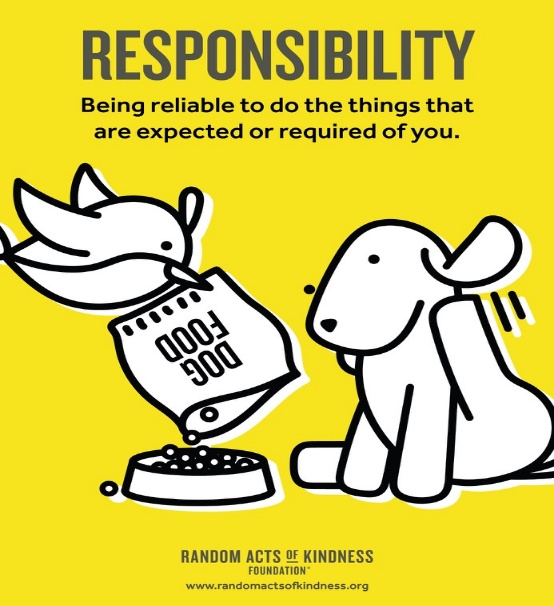 RESPONSIBILITY
Being reliable to do the things that
are expected or required of you.
DOG
FOOD
RANDOM ACTS OF KINDNESS
FOUNDATION
www.randomactsofkindness.org